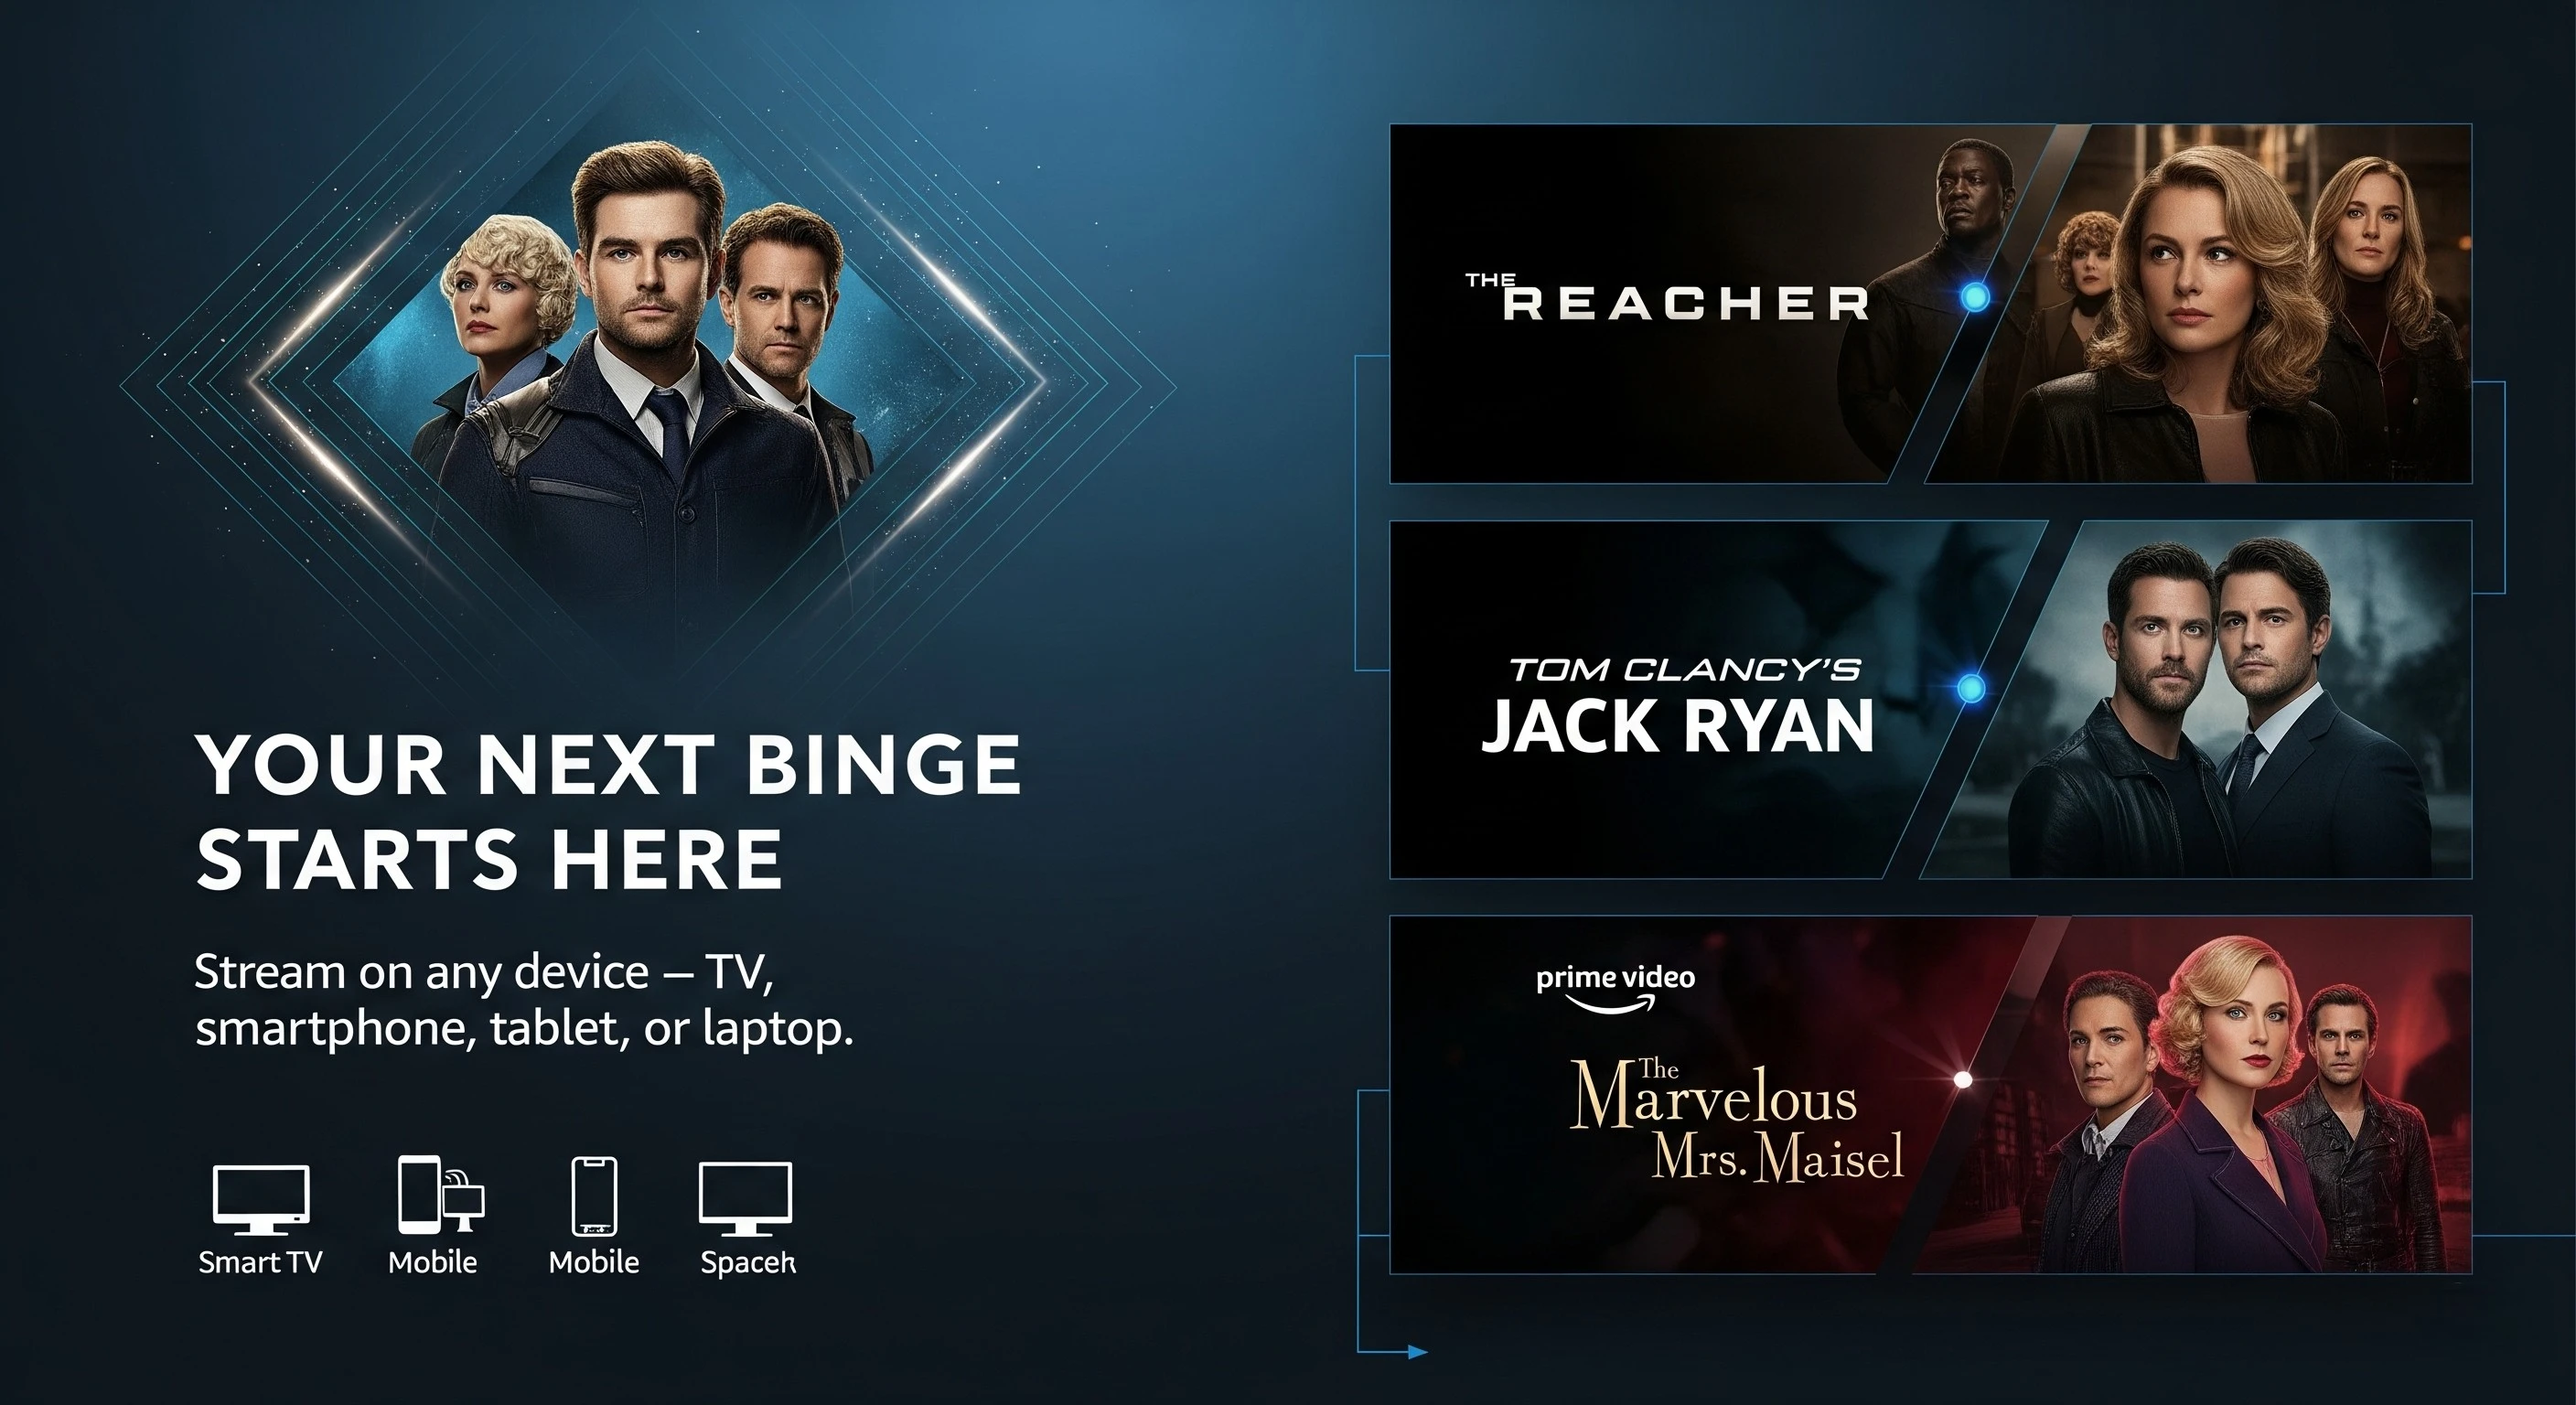 YOUR NEXT BINGE
STARTS HERE
Stream on any device – TV,
smartphone, tablet, or laptop.
Smart TV
Mobile
Mobile
Spaceh
THE
REACHER
TOM CLANCY'S
JACK RYAN
prime video
The
Marvelous
Mrs. Maisel